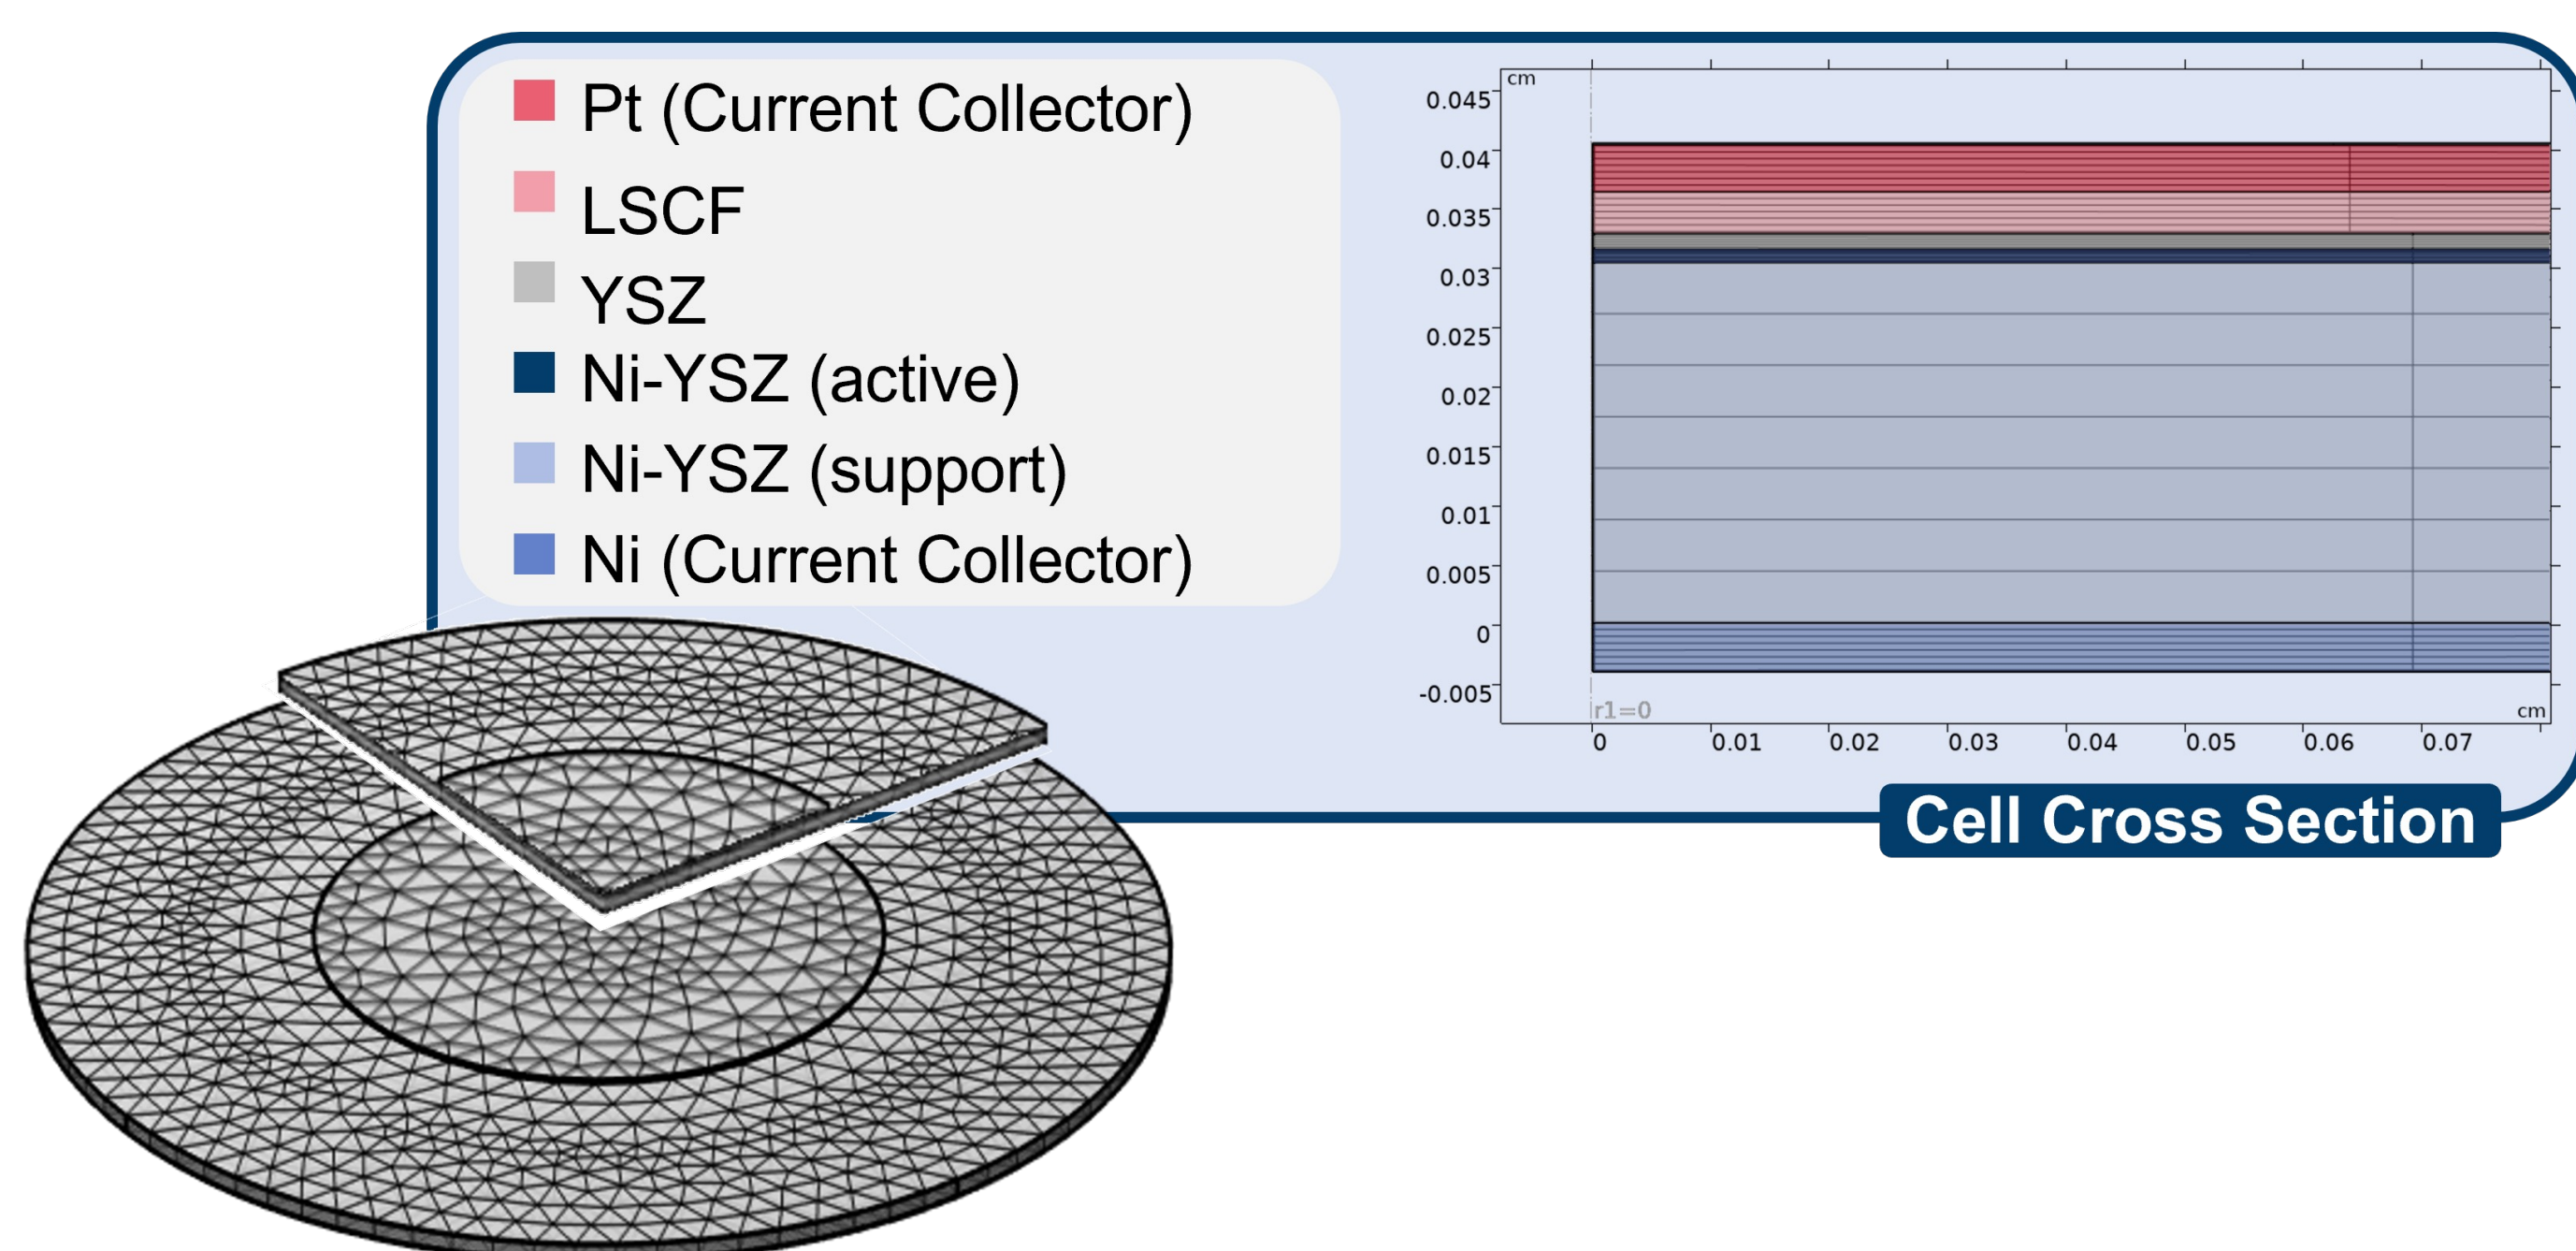 Pt (Current Collector)
LSCF
YSZ
Ni-YSZ (active)
Ni-YSZ (support)
Ni (Current Collector)
cm
0.045
0.04
0.035
0.03
0.025
0.02
0.015
0.01
0.005
0
-0.005
r1=0
cm
0 0.01 0.02 0.03 0.04 0.05 0.06 0.07
Cell Cross Section